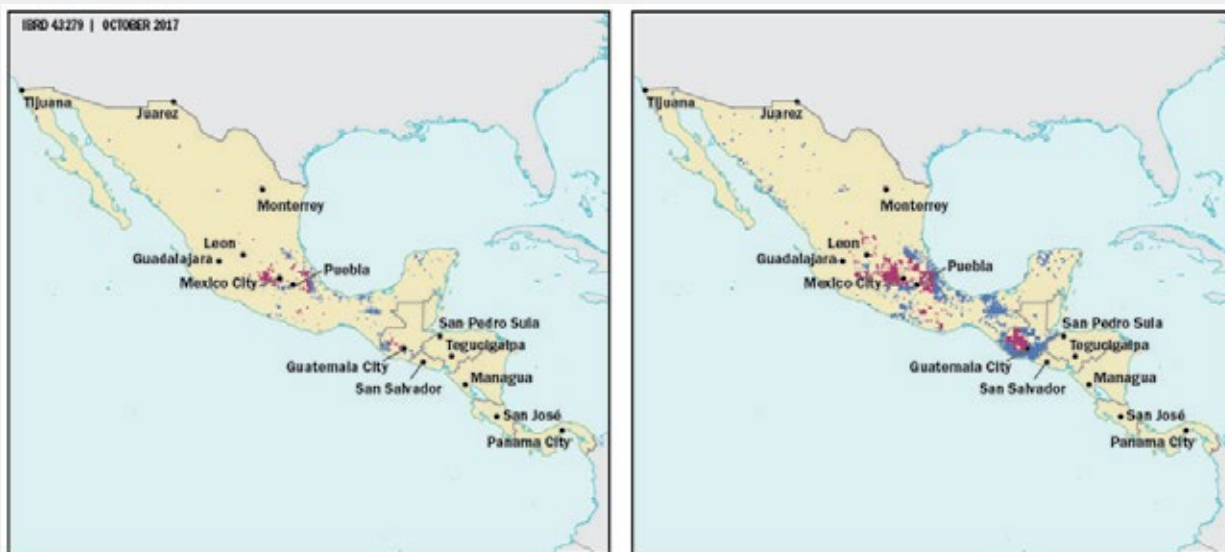 IBRD 43279 | OCTOBER 2017
Tijuana
Juarez
Monterrey
Leon
Guadalajara
Puebla
Mexico City
San Pedro Sula
Tegucigalpa
Guatemala City
San Salvador
Managua
San José
Panama City
Tijuana
Juarez
Monterrey
Leon
Guadalajara
Puebla
Mexico City
San Pedro Sula
Tegucigalpa
Guatemala City
San Salvador
Managua
San José
Panama City